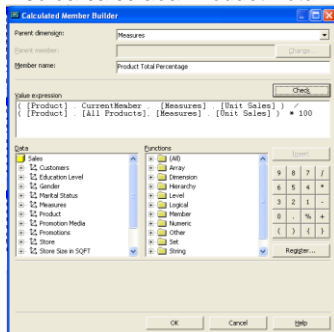 Calculated Member Builder
Parent dimension:
Measures
Parent member:
Change...
Member name:
Product Total Percentage
Check
Value expression
( [Product] . CurrentMember . [Measures] . [Unit Sales] ) /
( [Product] . [All Products]. [Measures] . [Unit Sales] ) * 100
Data
Functions
Sales
Customers
Education Level
Gender
Marital Status
Measures
Product
Promotion Media
Promotions
Store
Store Size in SQFT
(All)
Array
Dimension
Hierarchy
Level
Logical
Member
Numeric
Other
Set
String
Insert
9 8 7 /
6 5 4 *
3 2 1 -
0 . % +
( ) { }
Register...
OK
Cancel
Help